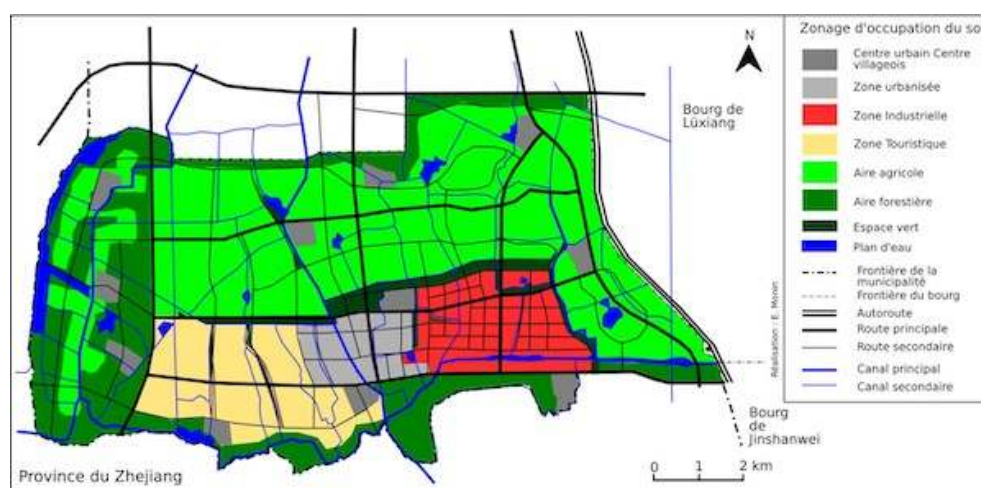 Zonage d'occupation du so
Centre urbain Centre
villageois
Zone urbanisée
Zone Industrielle
Zone Touristique
Aire agricole
Aire forestière
Espace vert
Plan d'eau
Frontière de la
municipalité
Frontière du bourg
Autoroute
Route principale
Route secondaire
Canal principal
Canal secondaire
N
Bourg de
Lüxiang
Réalisation : E. Moron
Bourg
de
Jinshanwei
0 1 2 km
Province du Zhejiang